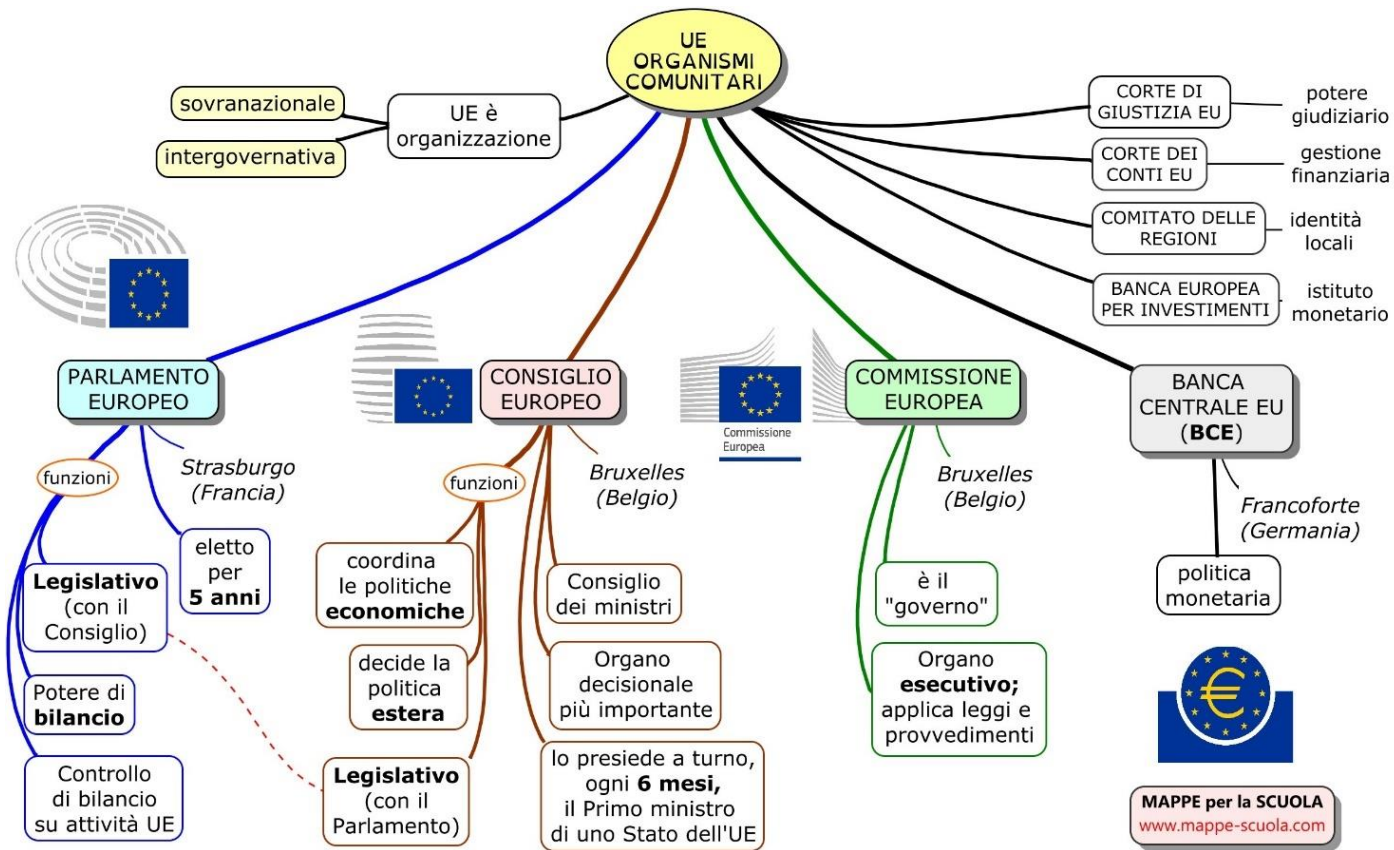 UE
ORGANISMI
COMUNITARI
UE è
organizzazione
sovranazionale
intergovernativa
CORTE DI
GIUSTIZIA EU
potere
giudiziario
CORTE DEI
CONTI EU
gestione
finanziaria
COMITATO DELLE
REGIONI
identità
locali
BANCA EUROPEA
PER INVESTIMENTI
istituto
monetario
PARLAMENTO
EUROPEO
Strasburgo
(Francia)
funzioni
eletto
per
5 anni
Legislativo
(con il
Consiglio)
Potere di
bilancio
Controllo
di bilancio
su attività UE
CONSIGLIO
EUROPEO
Bruxelles
(Belgio)
funzioni
coordina
le politiche
economiche
decide la
politica
estera
Legislativo
(con il
Parlamento)
Consiglio
dei ministri
Organo
decisionale
più importante
lo presiede a turno,
ogni 6 mesi,
il Primo ministro
di uno Stato dell'UE
Commissione
Europea
COMMISSIONE
EUROPEA
Bruxelles
(Belgio)
è il
"governo"
Organo
esecutivo;
applica leggi e
provvedimenti
BANCA
CENTRALE EU
(BCE)
Francoforte
(Germania)
politica
monetaria
€
MAPPE per la SCUOLA
www.mappe-scuola.com